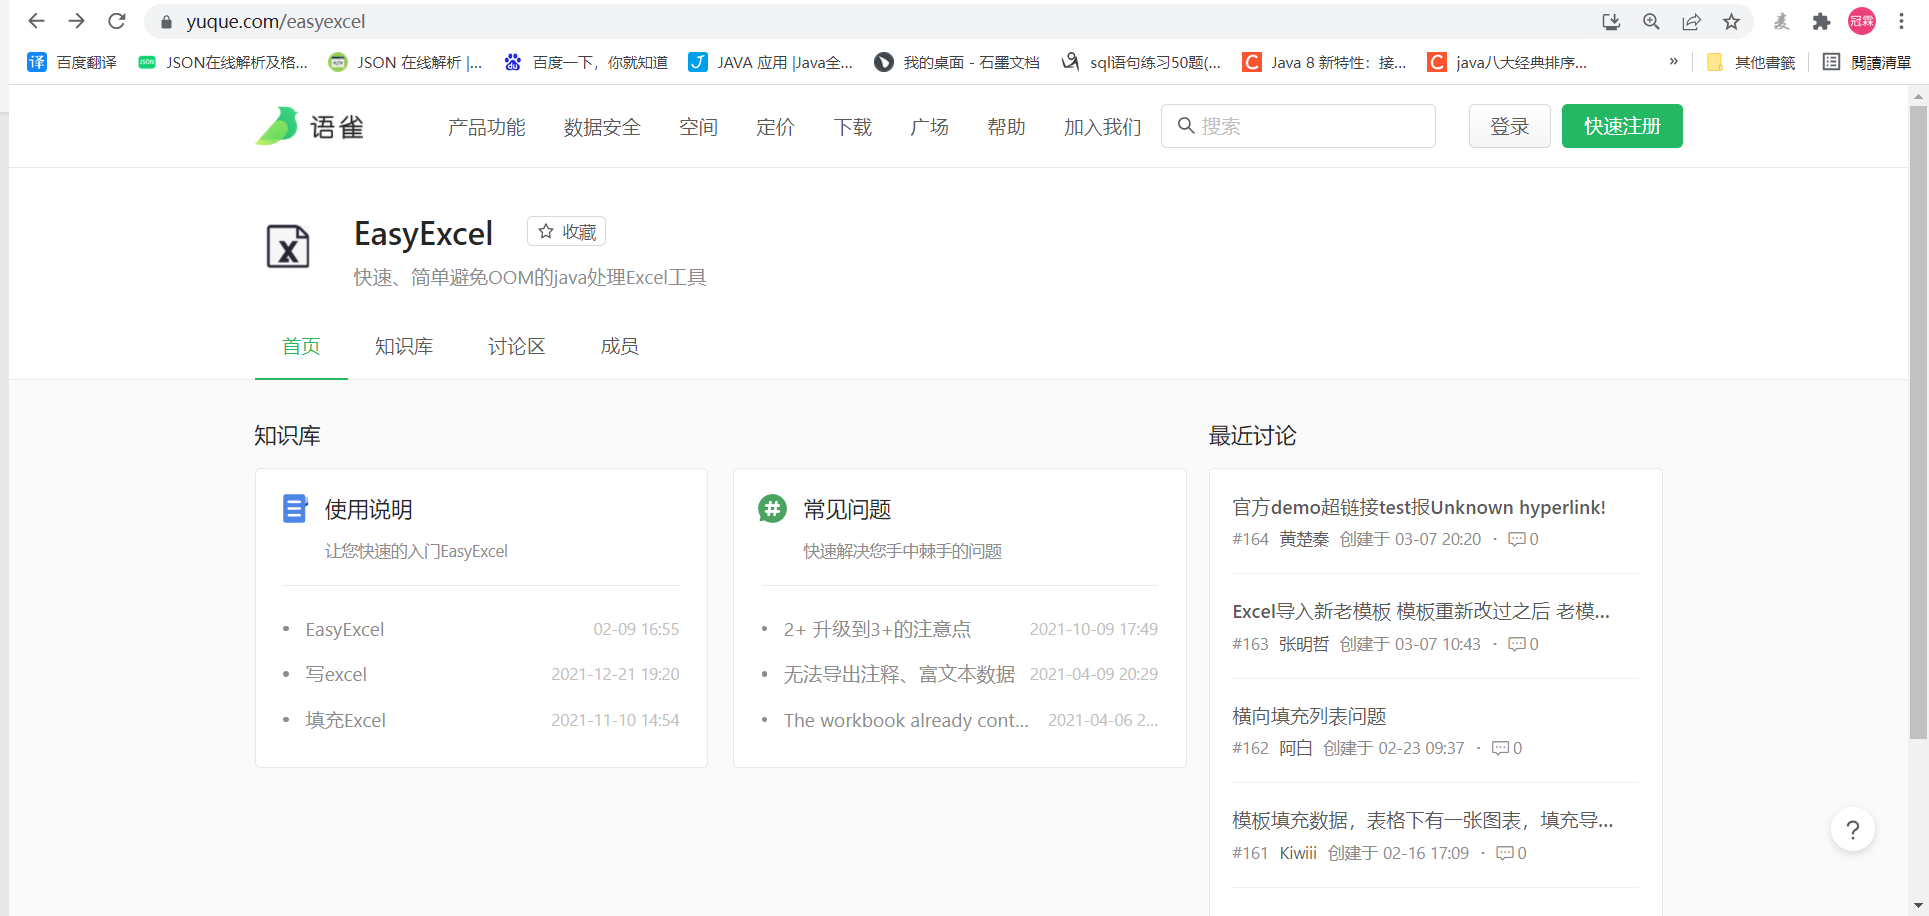 yuque.com/easyexcel
冠霖
译 百度翻译
JSON JSON在线解析及格...
JSON 在线解析 |...
百度一下，你就知道
J JAVA 应用 |Java全...
我的桌面 - 石墨文档
sql语句练习50题(...
C Java 8 新特性：接...
C java八大经典排序...
»
其他書籤
閱讀清單
语雀
产品功能
数据安全
空间
定价
下载
广场
帮助
加入我们
搜索
登录
快速注册
X
EasyExcel
收藏
快速、简单避免OOM的java处理Excel工具
首页
知识库
讨论区
成员
知识库
使用说明
让您快速的入门EasyExcel
• EasyExcel 02-09 16:55
• 写excel 2021-12-21 19:20
• 填充Excel 2021-11-10 14:54
# 常见问题
快速解决您手中棘手的问题
• 2+ 升级到3+的注意点 2021-10-09 17:49
• 无法导出注释、富文本数据 2021-04-09 20:29
• The workbook already cont... 2021-04-06 2...
最近讨论
官方demo超链接test报Unknown hyperlink!
#164 黄楚秦 创建于 03-07 20:20 · 0
Excel导入新老模板 模板重新改过之后 老模...
#163 张明哲 创建于 03-07 10:43 · 0
横向填充列表问题
#162 阿白 创建于 02-23 09:37 · 0
模板填充数据，表格下有一张图表，填充导...
#161 Kiwiii 创建于 02-16 17:09 · 0
?